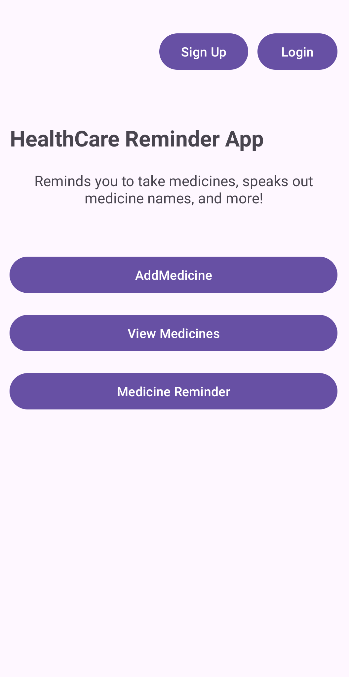 Sign Up
Login
HealthCare Reminder App
Reminds you to take medicines, speaks out
medicine names, and more!
AddMedicine
View Medicines
Medicine Reminder